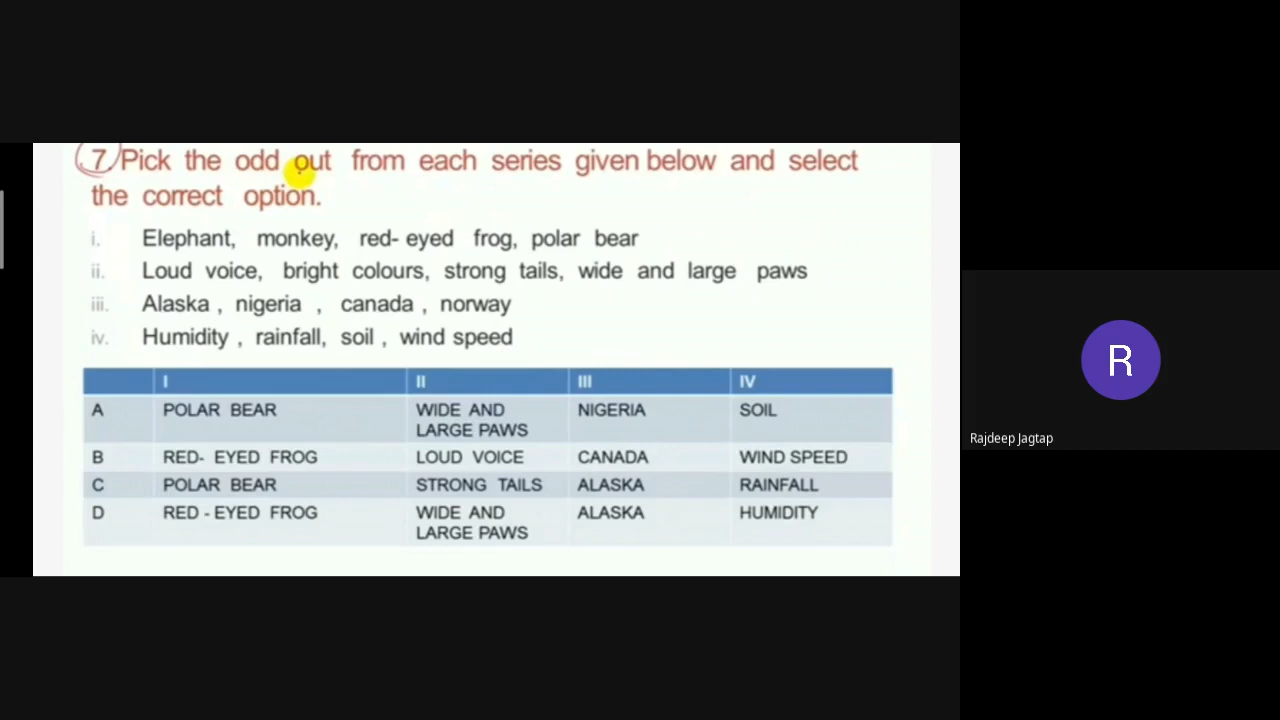 7 Pick the odd out from each series given below and select
the correct option.
i. Elephant, monkey, red- eyed frog, polar bear
ii. Loud voice, bright colours, strong tails, wide and large paws
iii. Alaska , nigeria , canada , norway
iv. Humidity , rainfall, soil , wind speed
I II III IV
A POLAR BEAR WIDE AND LARGE PAWS NIGERIA SOIL
B RED- EYED FROG LOUD VOICE CANADA WIND SPEED
C POLAR BEAR STRONG TAILS ALASKA RAINFALL
D RED - EYED FROG WIDE AND LARGE PAWS ALASKA HUMIDITY
R
Rajdeep Jagtap